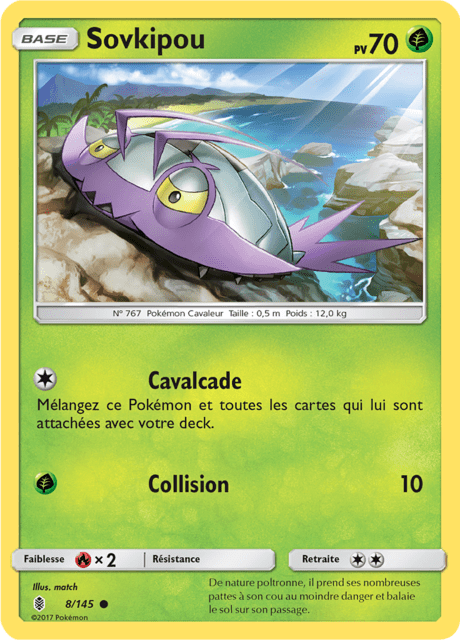 BASE Sovkipou PV70
N° 767 Pokémon Cavaleur Taille : 0,5 m Poids : 12,0 kg
Cavalcade
Mélangez ce Pokémon et toutes les cartes qui lui sont
attachées avec votre deck.
Collision 10
Faiblesse × 2 Résistance Retraite
Illus. match
8/145
©2017 Pokémon
De nature poltronne, il prend ses nombreuses
pattes à son cou au moindre danger et balaie
le sol sur son passage.